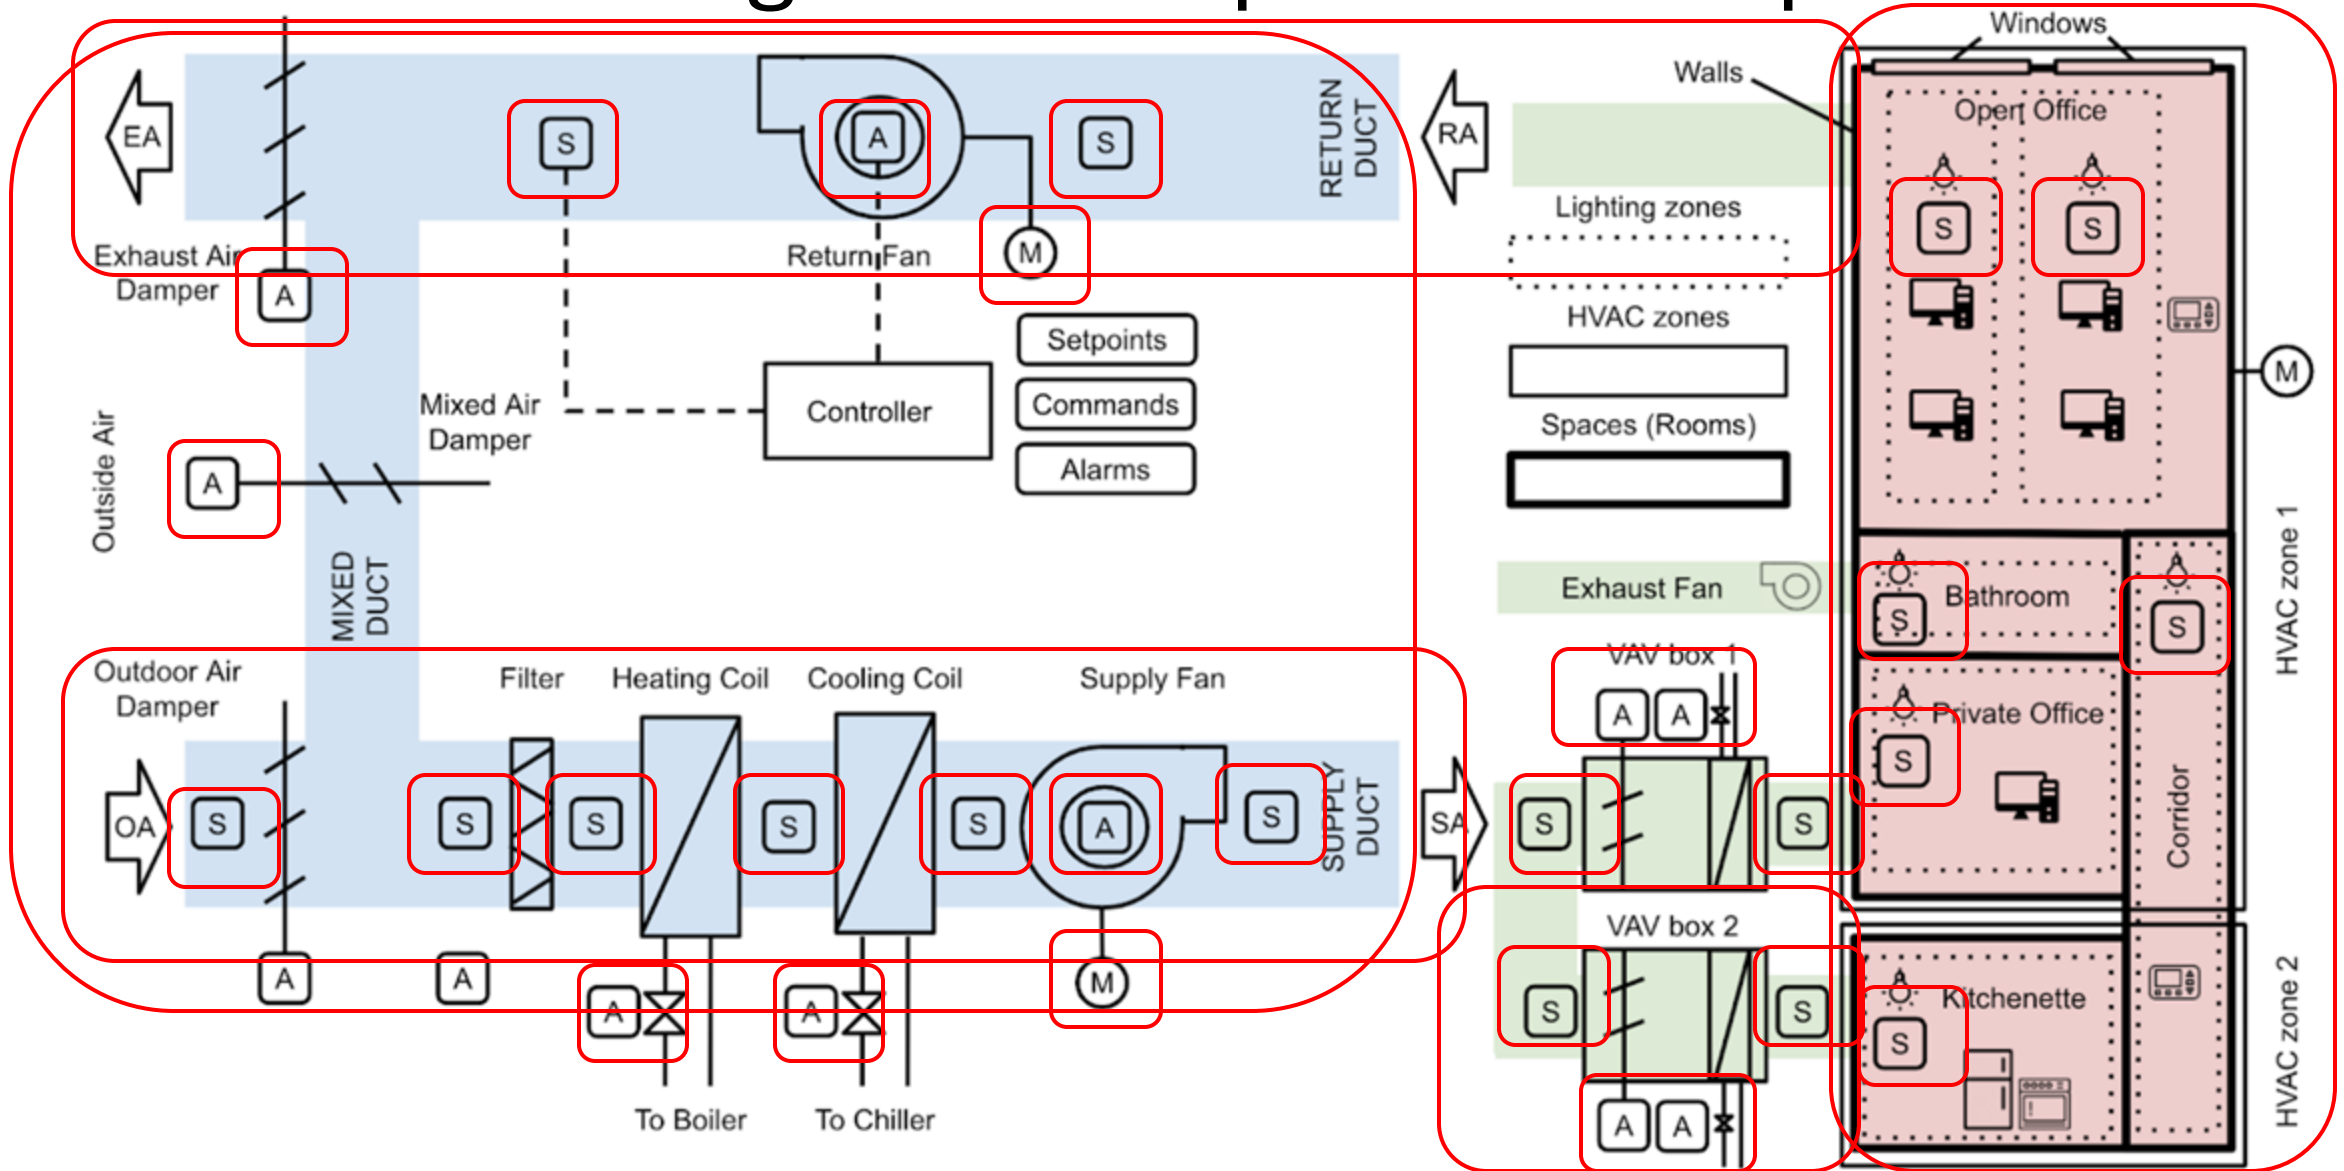 Windows
Walls
Open Office
EA
S
A
S
RETURN
DUCT
RA
Lighting zones
S
S
Exhaust Air
Damper
A
Return Fan
M
HVAC zones
Setpoints
Commands
Alarms
Controller
Mixed Air
Damper
Spaces (Rooms)
M
Outside Air
A
MIXED
DUCT
HVAC zone 1
Exhaust Fan
S
Bathroom
S
Outdoor Air
Damper
Filter
Heating Coil
Cooling Coil
Supply Fan
VAV box 1
A
A
Private Office
S
OA
S
S
S
S
S
A
S
SUPPLY
DUCT
SA
S
S
Corridor
VAV box 2
A
A
A
A
M
S
S
Kitchenette
S
HVAC zone 2
To Boiler
To Chiller
A
A